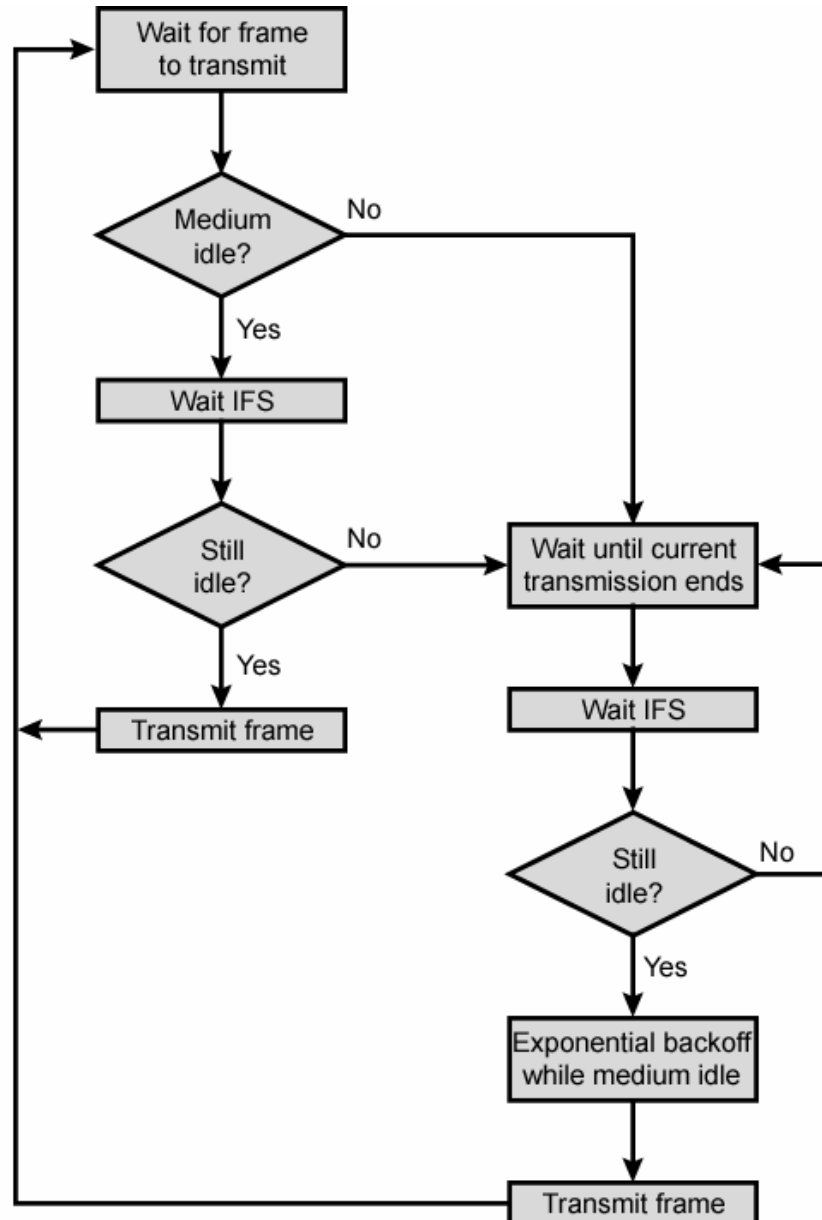 Wait for frame
to transmit
Medium
idle?
No
Yes
Wait IFS
Still
idle?
No
Yes
Transmit frame
Wait until current
transmission ends
Wait IFS
Still
idle?
No
Yes
Exponential backoff
while medium idle
Transmit frame